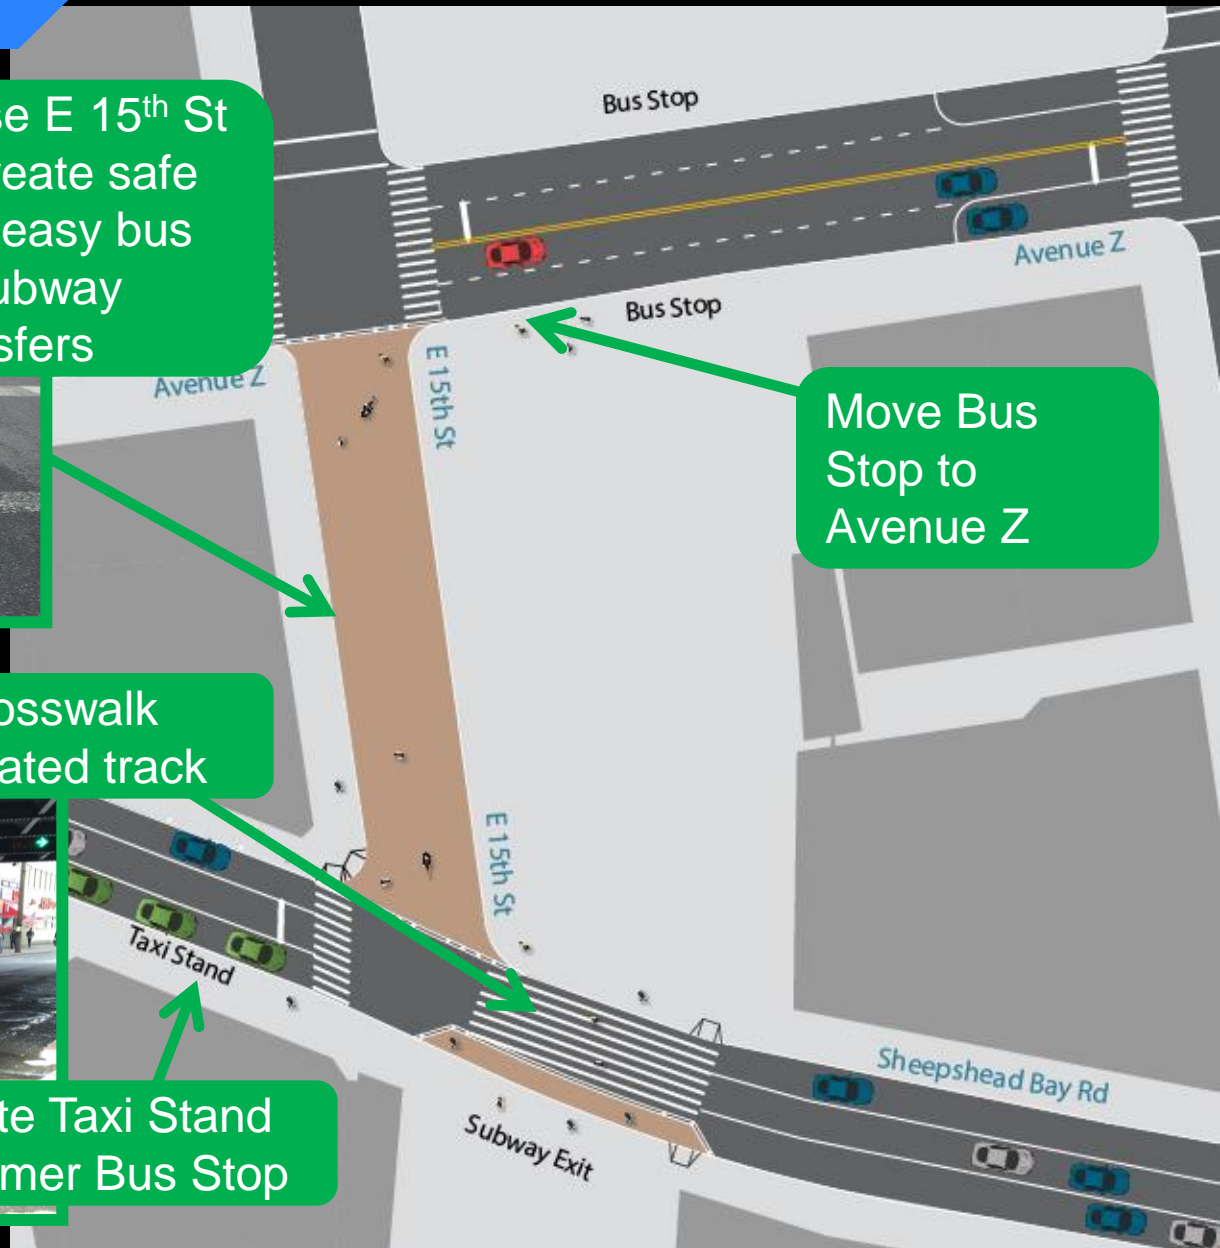 Bus Stop
se E 15th St
reate safe
easy bus
ubway
sfers
Avenue Z
Bus Stop
Avenue Z
E 15th St
Move Bus
Stop to
Avenue Z
osswalk
ated track
E 15th St
Taxi Stand
Sheepshead Bay Rd
te Taxi Stand
mer Bus Stop
Subway Exit